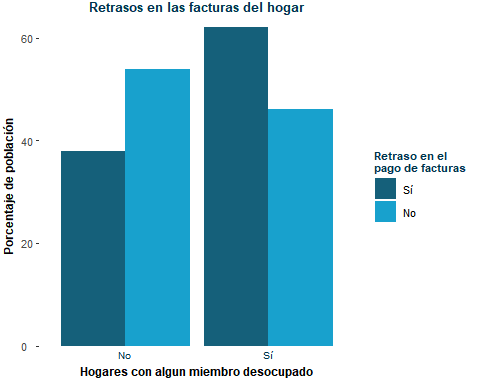 Retrasos en las facturas del hogar
Porcentaje de población
60
40
20
0
No
Sí
Hogares con algun miembro desocupado
Retraso en el
pago de facturas
Sí
No